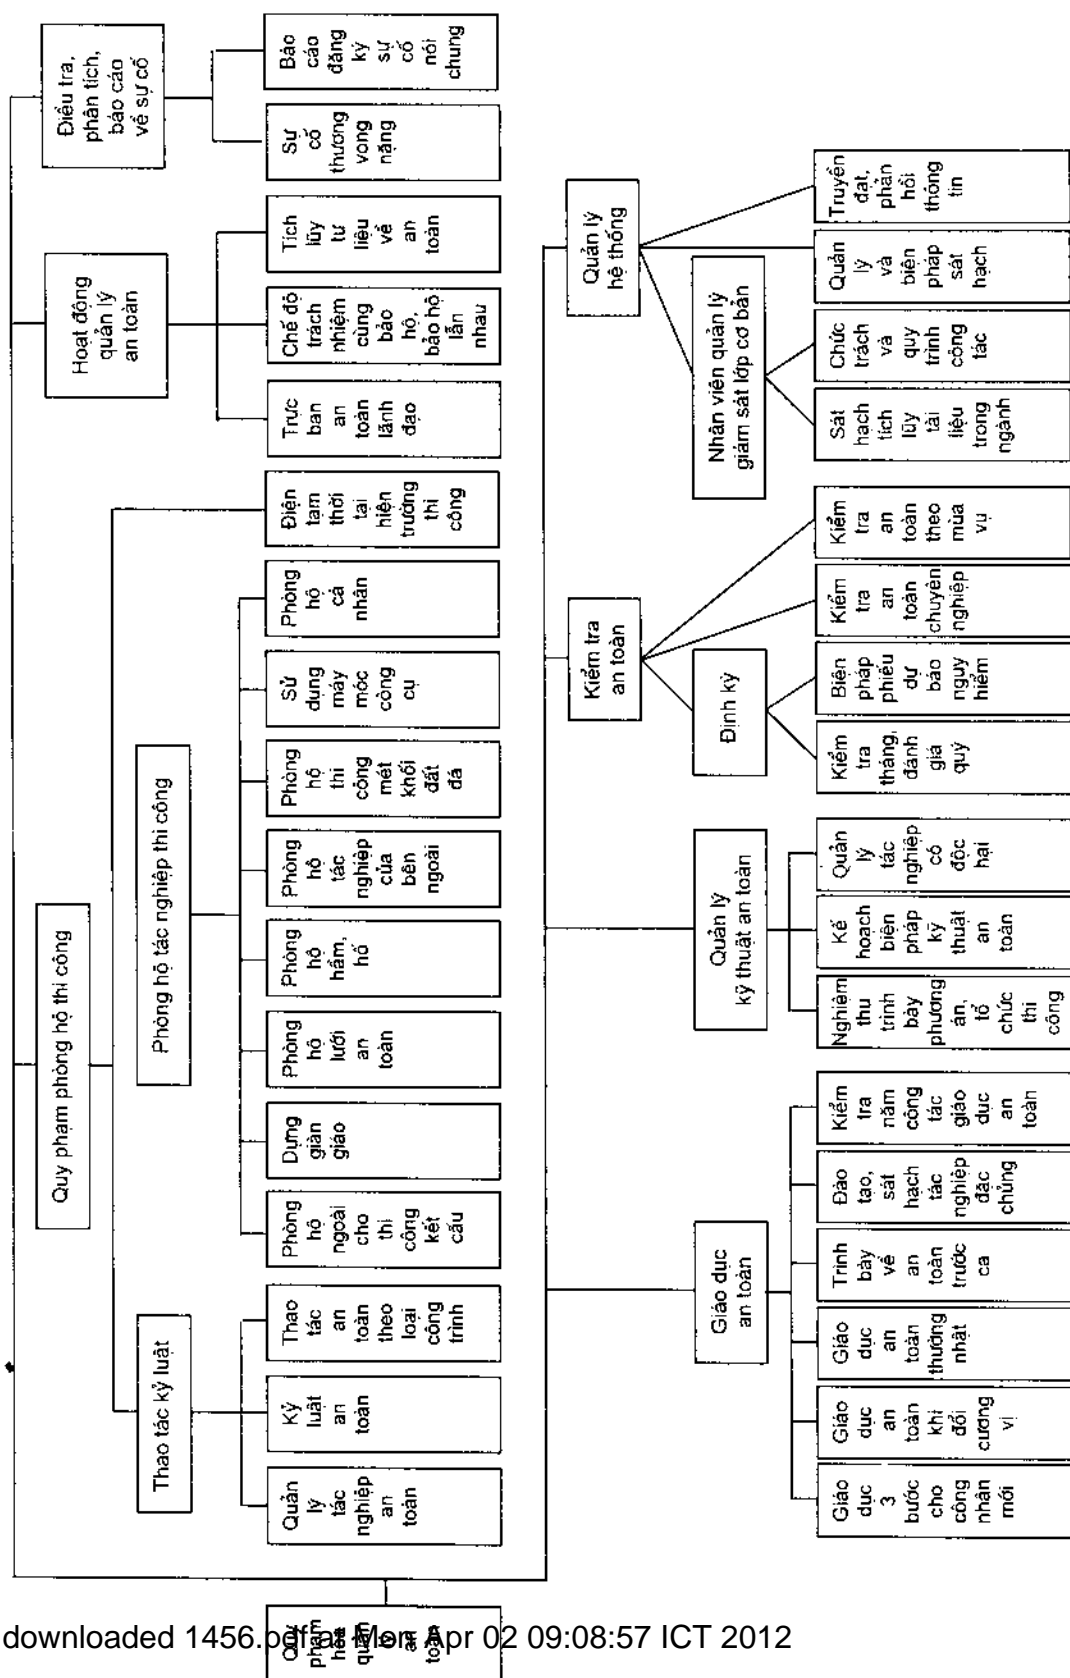 Quy
phạm
hóa
quản
lý
an
toàn
Quy phạm phòng hộ thi công
Hoạt động
quản lý
an toàn
Điều tra,
phân tích,
báo cáo
về sự cố
Thao tác kỷ luật
Phòng hộ tác nghiệp thi công
Quản
lý
tác
nghiệp
an
toàn
Kỷ
luật
an
toàn
Thao
tác
an
toàn
theo
loại
công
trình
Phòng
hộ
ngoài
cho
thi
công
kết
cấu
Dựng
giàn
giáo
Phòng
hộ
lưới
an
toàn
Phòng
hộ
hầm,
hố
Phòng
hộ
tác
nghiệp
của
bên
ngoài
Phòng
hộ
thi
công
mét
khối
đất
đá
Sử
dụng
máy
móc
công
cụ
Phòng
hộ
cá
nhân
Điện
tạm
thời
tại
hiện
trường
thi
công
Trực
ban
an
toàn
lãnh
đạo
Chế độ
trách
nhiệm
cùng
bảo
hộ,
bảo hộ
lẫn
nhau
Tích
lũy
tư
liệu
về
an
toàn
Sự
cố
thương
vong
nặng
Báo
cáo
đăng
ký
sự
cố
nói
chung
Giáo dục
an toàn
Quản lý
kỹ thuật an toàn
Kiểm tra
an toàn
Quản lý
hệ thống
Định kỳ
Nhân viên quản lý
giám sát lớp cơ bản
Giáo
dục
3
bước
cho
công
nhân
mới
Giáo
dục
an
toàn
khi
đổi
cương
vị
Giáo
dục
an
toàn
thường
nhật
Trình
bày
về
an
toàn
trước
ca
Đào
tạo,
sát
hạch
tác
nghiệp
đặc
chủng
Kiểm
tra
năm
công
tác
giáo
dục
an
toàn
Nghiệm
thu
trình
bày
phương
án,
tổ
chức
thi
công
Kế
hoạch
biện
pháp
kỹ
thuật
an
toàn
Quản
lý
tác
nghiệp
có
độc
hại
Kiểm
tra
tháng,
đánh
giá
quý
Biện
pháp
phiếu
dự
báo
nguy
hiểm
Kiểm
tra
an
toàn
chuyên
nghiệp
Kiểm
tra
an
toàn
theo
mùa
vụ
Sát
hạch
tích
lũy
tài
liệu
trong
ngành
Chức
trách
và
quy
trình
công
tác
Quản
lý
và
biện
pháp
sát
hạch
Truyền
đạt,
phản
hồi
thông
tin
downloaded 1456.pdf at Mon Apr 02 09:08:57 ICT 2012